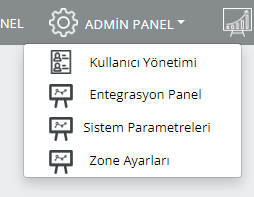 NEL ADMİN PANEL
Kullanıcı Yönetimi
Entegrasyon Panel
Sistem Parametreleri
Zone Ayarları